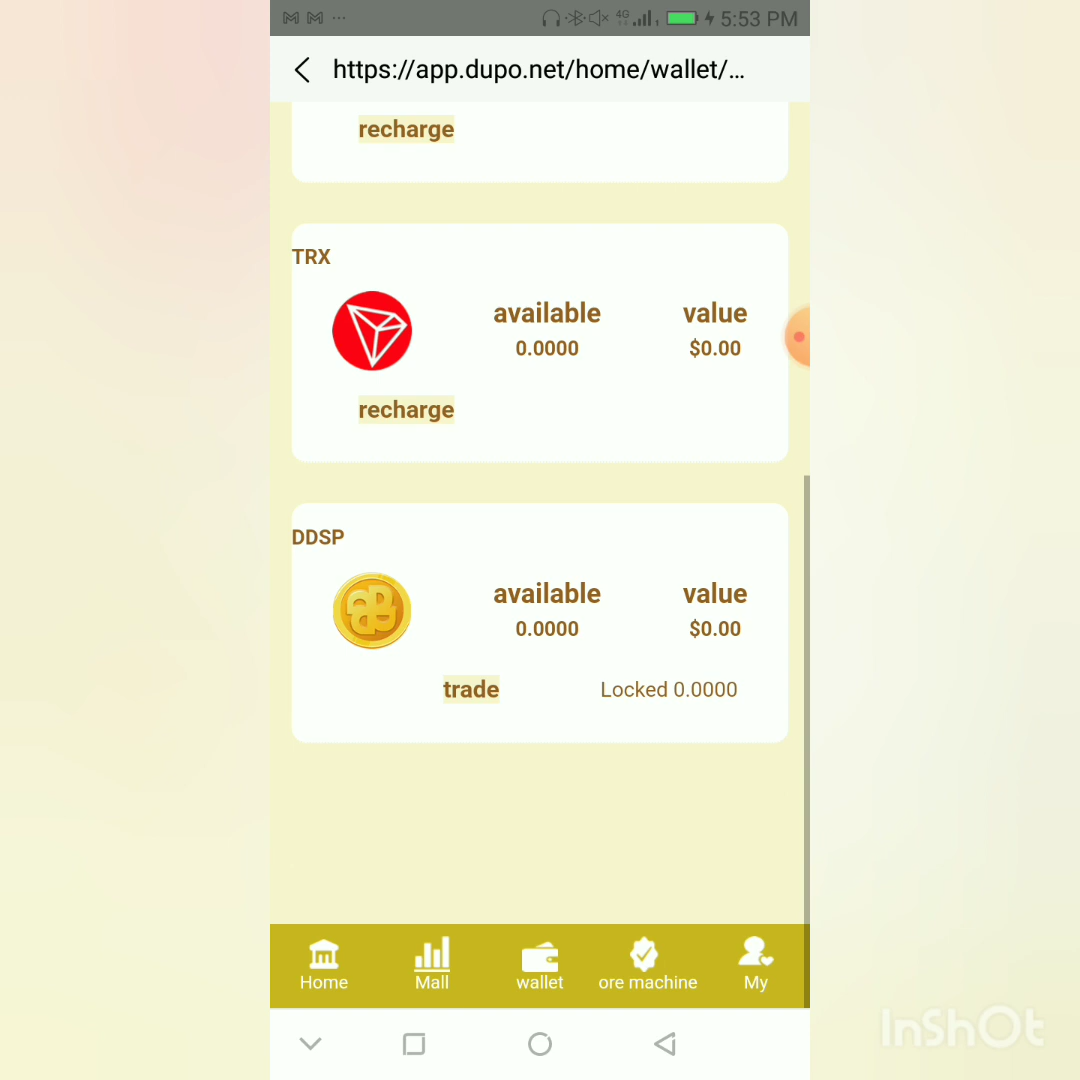 4G
5:53 PM
https://app.dupo.net/home/wallet/...
recharge
TRX
available value
0.0000 $0.00
recharge
DDSP
available value
0.0000 $0.00
trade Locked 0.0000
Home Mall wallet ore machine My
InShOt